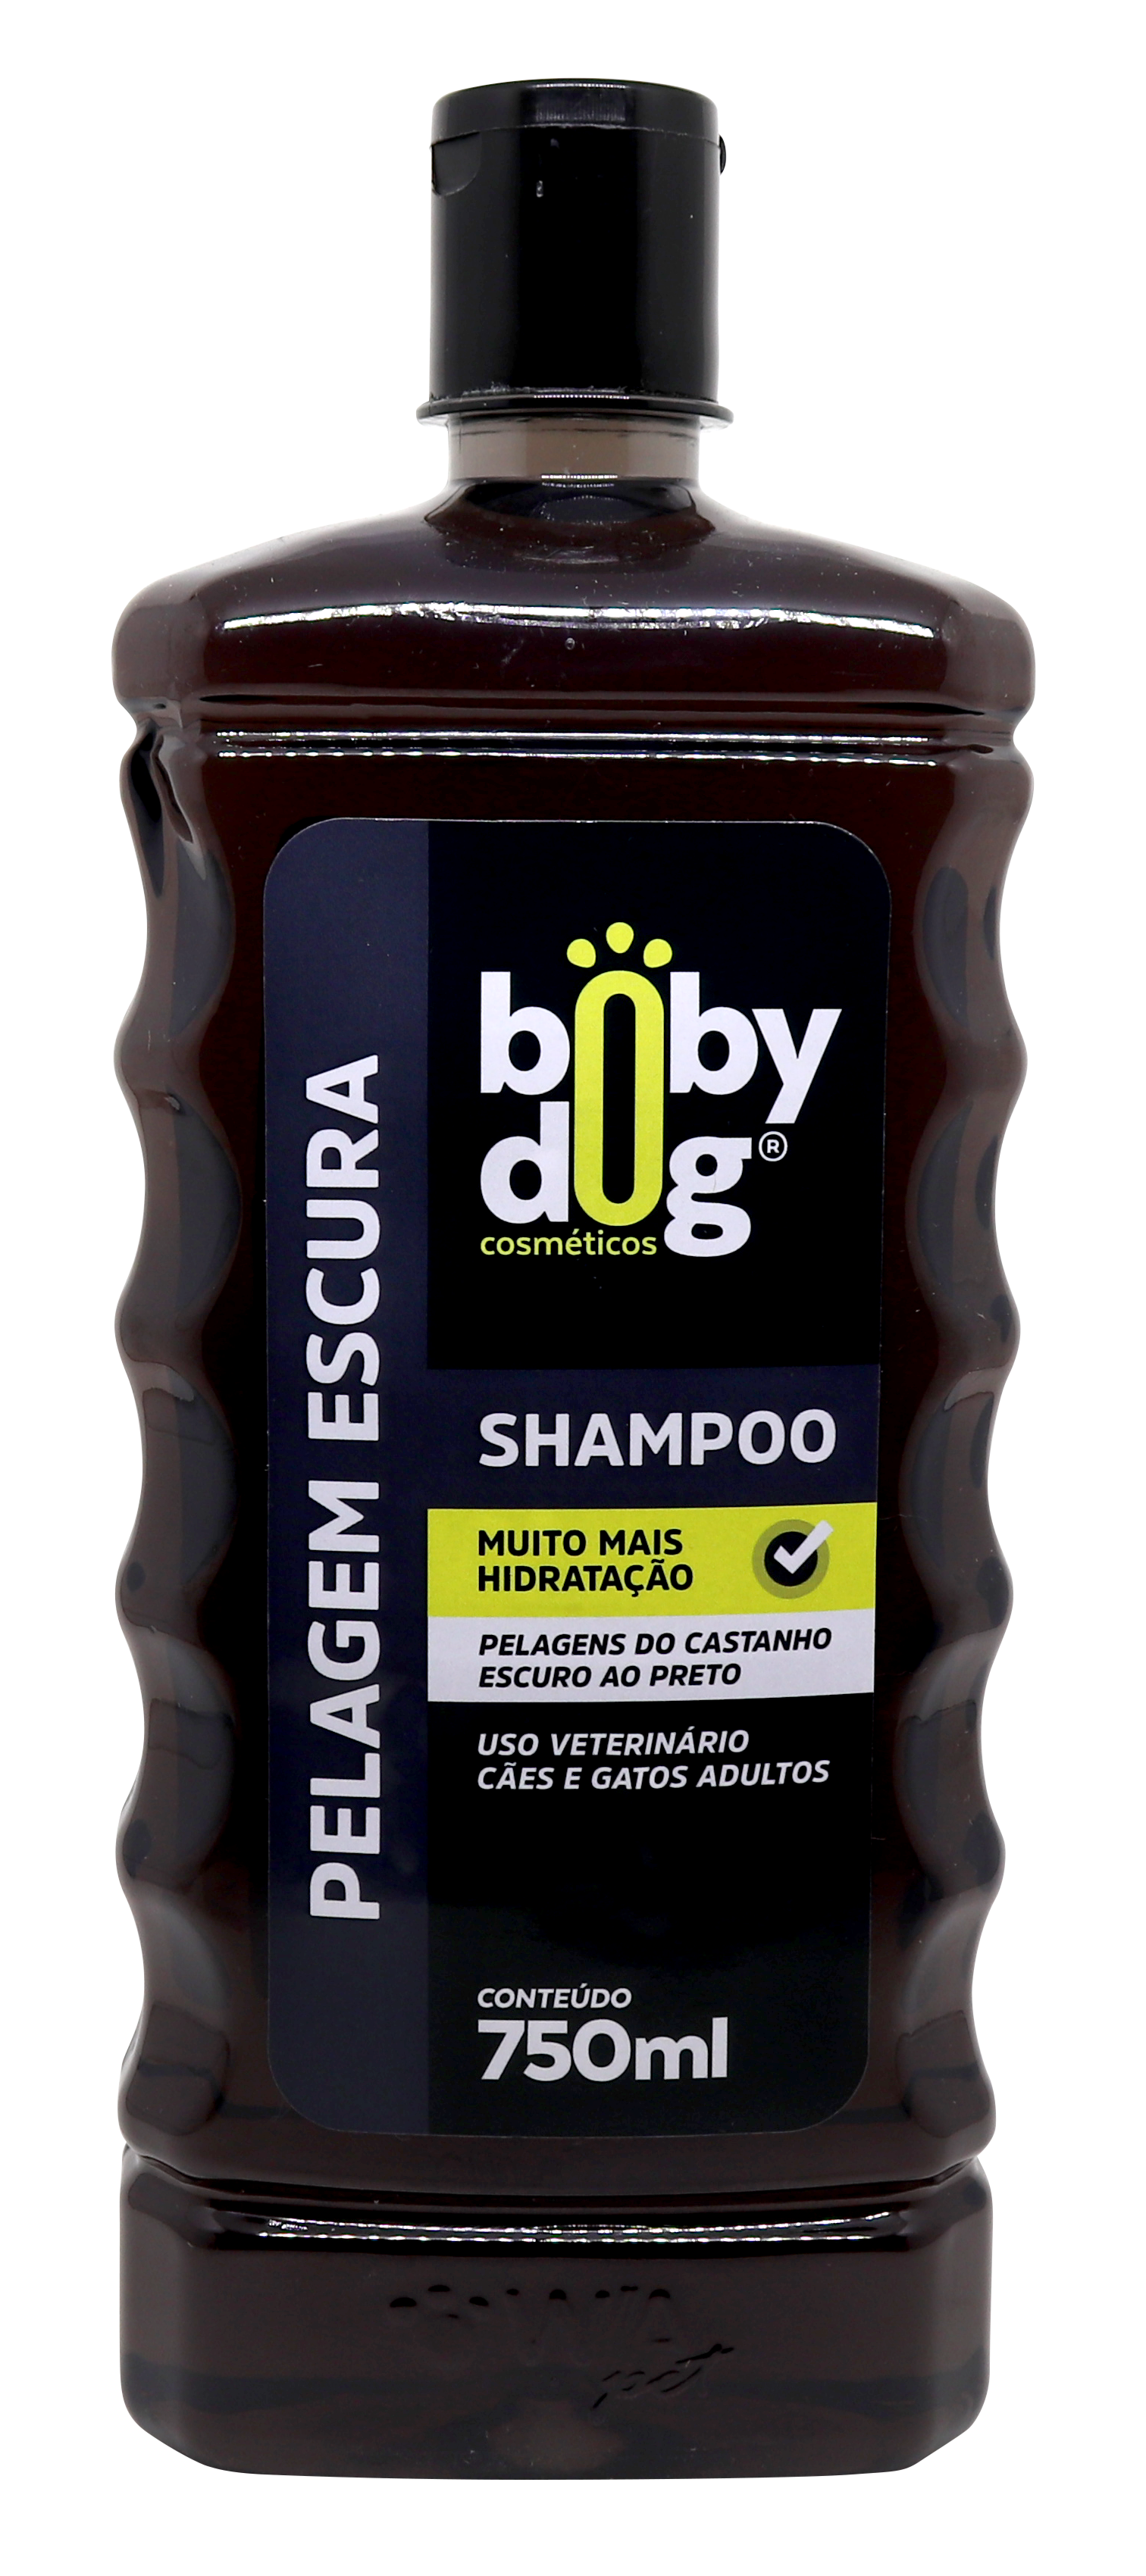 PELAGEM ESCURA
boby
dog®
cosméticos
SHAMPOO
MUITO MAIS
HIDRATAÇÃO
PELAGENS DO CASTANHO
ESCURO AO PRETO
USO VETERINÁRIO
CÃES E GATOS ADULTOS
CONTEÚDO
750ml
pet